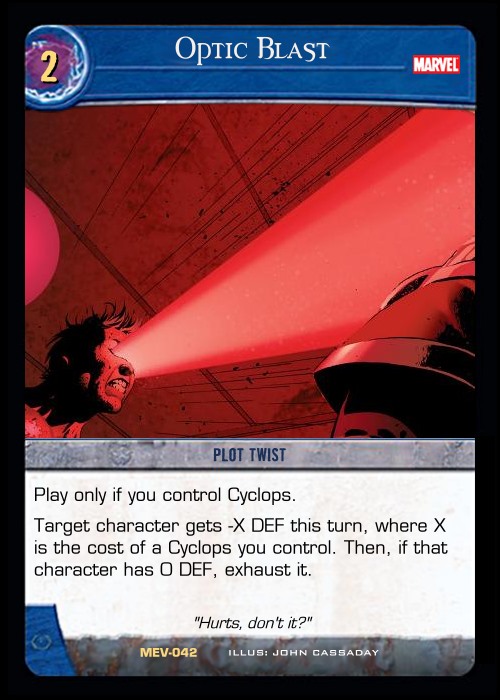 2
Optic Blast
MARVEL
PLOT TWIST
Play only if you control Cyclops.
Target character gets -X DEF this turn, where X
is the cost of a Cyclops you control. Then, if that
character has 0 DEF, exhaust it.
"Hurts, don't it?"
MEV-042 ILLUS: JOHN CASSADAY